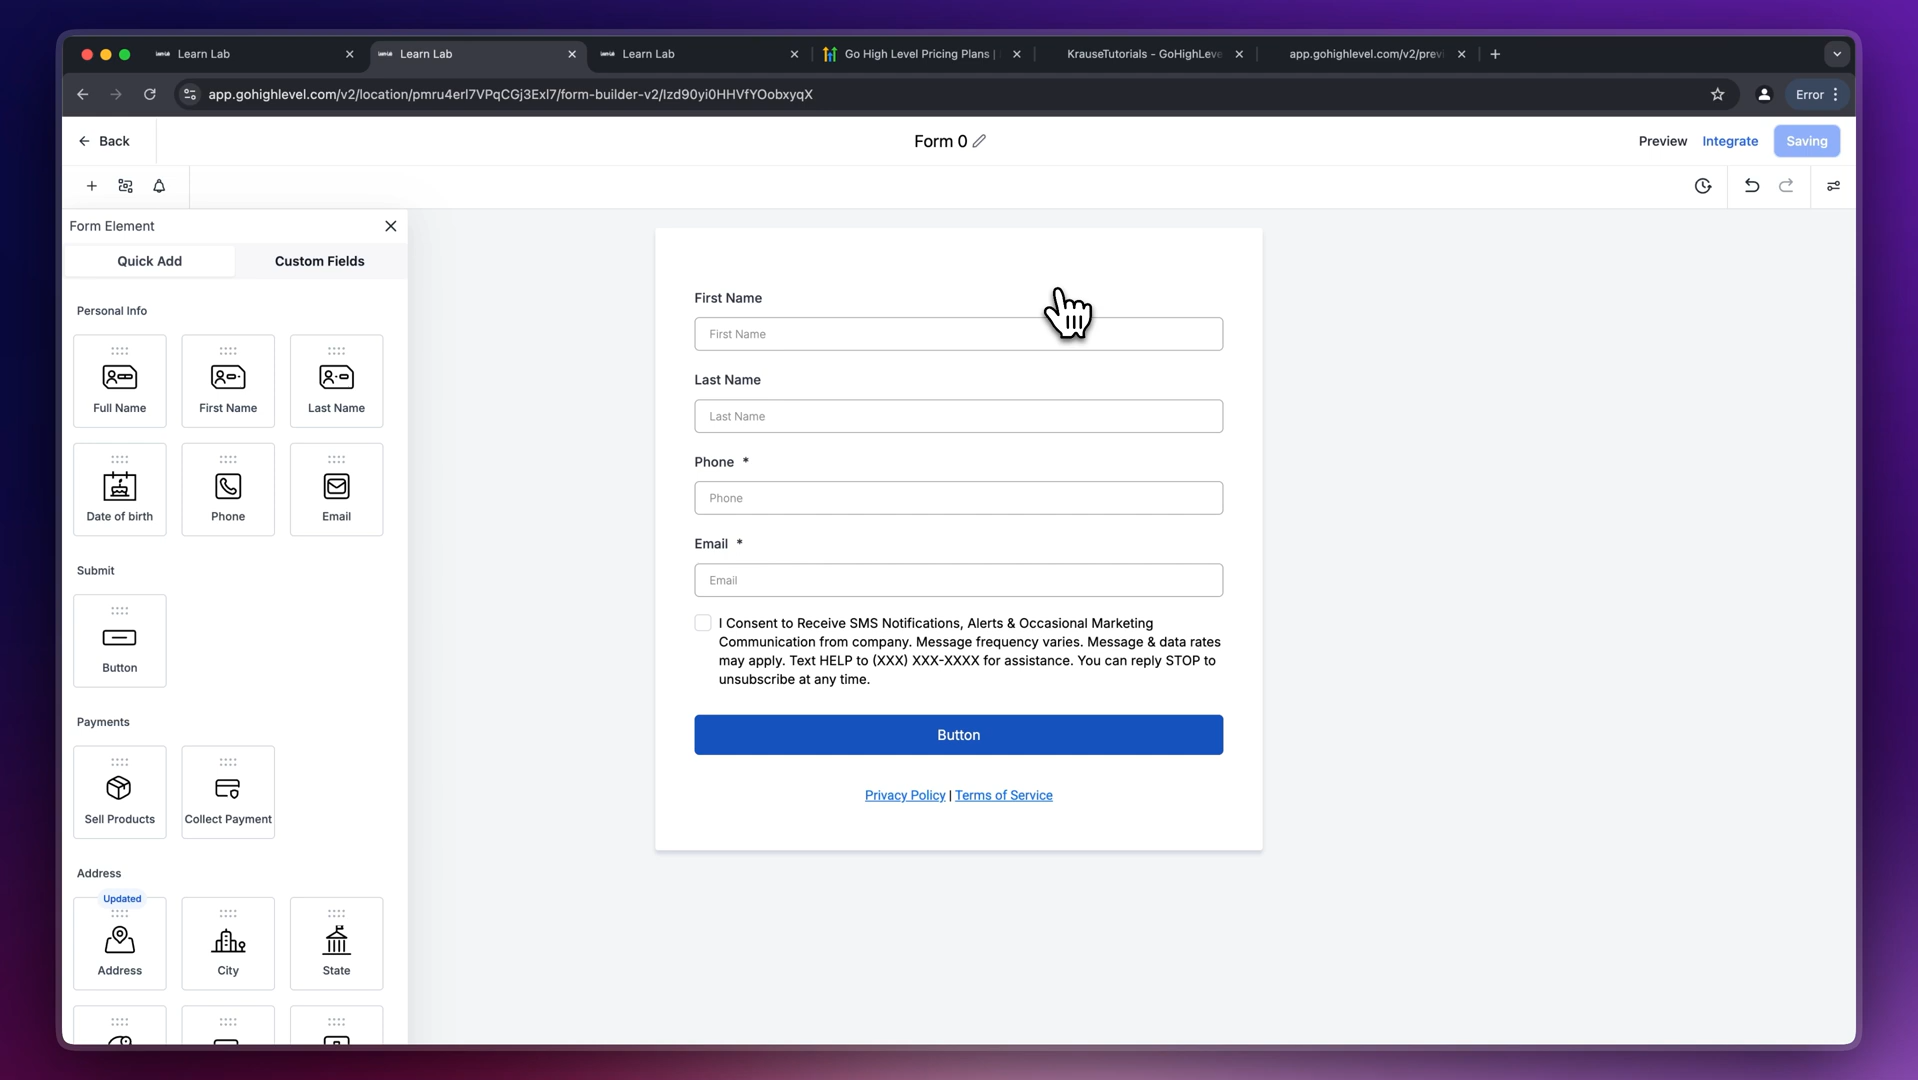 Learn Lab
Learn Lab
Learn Lab
Go High Level Pricing Plans |
KrauseTutorials - GoHighLeve
app.gohighlevel.com/v2/previ
app.gohighlevel.com/v2/location/pmru4erl7VPqCGj3Exl7/form-builder-v2/lzd90yi0HHVfYOobxyqX
Error
Back
Form 0
Preview
Integrate
Saving
Form Element
Quick Add
Custom Fields
Personal Info
Full Name
First Name
Last Name
Date of birth
Phone
Email
Submit
Button
Payments
Sell Products
Collect Payment
Address
Updated
Address
City
State
First Name
First Name
Last Name
Last Name
Phone *
Phone
Email *
Email
I Consent to Receive SMS Notifications, Alerts & Occasional Marketing
Communication from company. Message frequency varies. Message & data rates
may apply. Text HELP to (XXX) XXX-XXXX for assistance. You can reply STOP to
unsubscribe at any time.
Button
Privacy Policy | Terms of Service